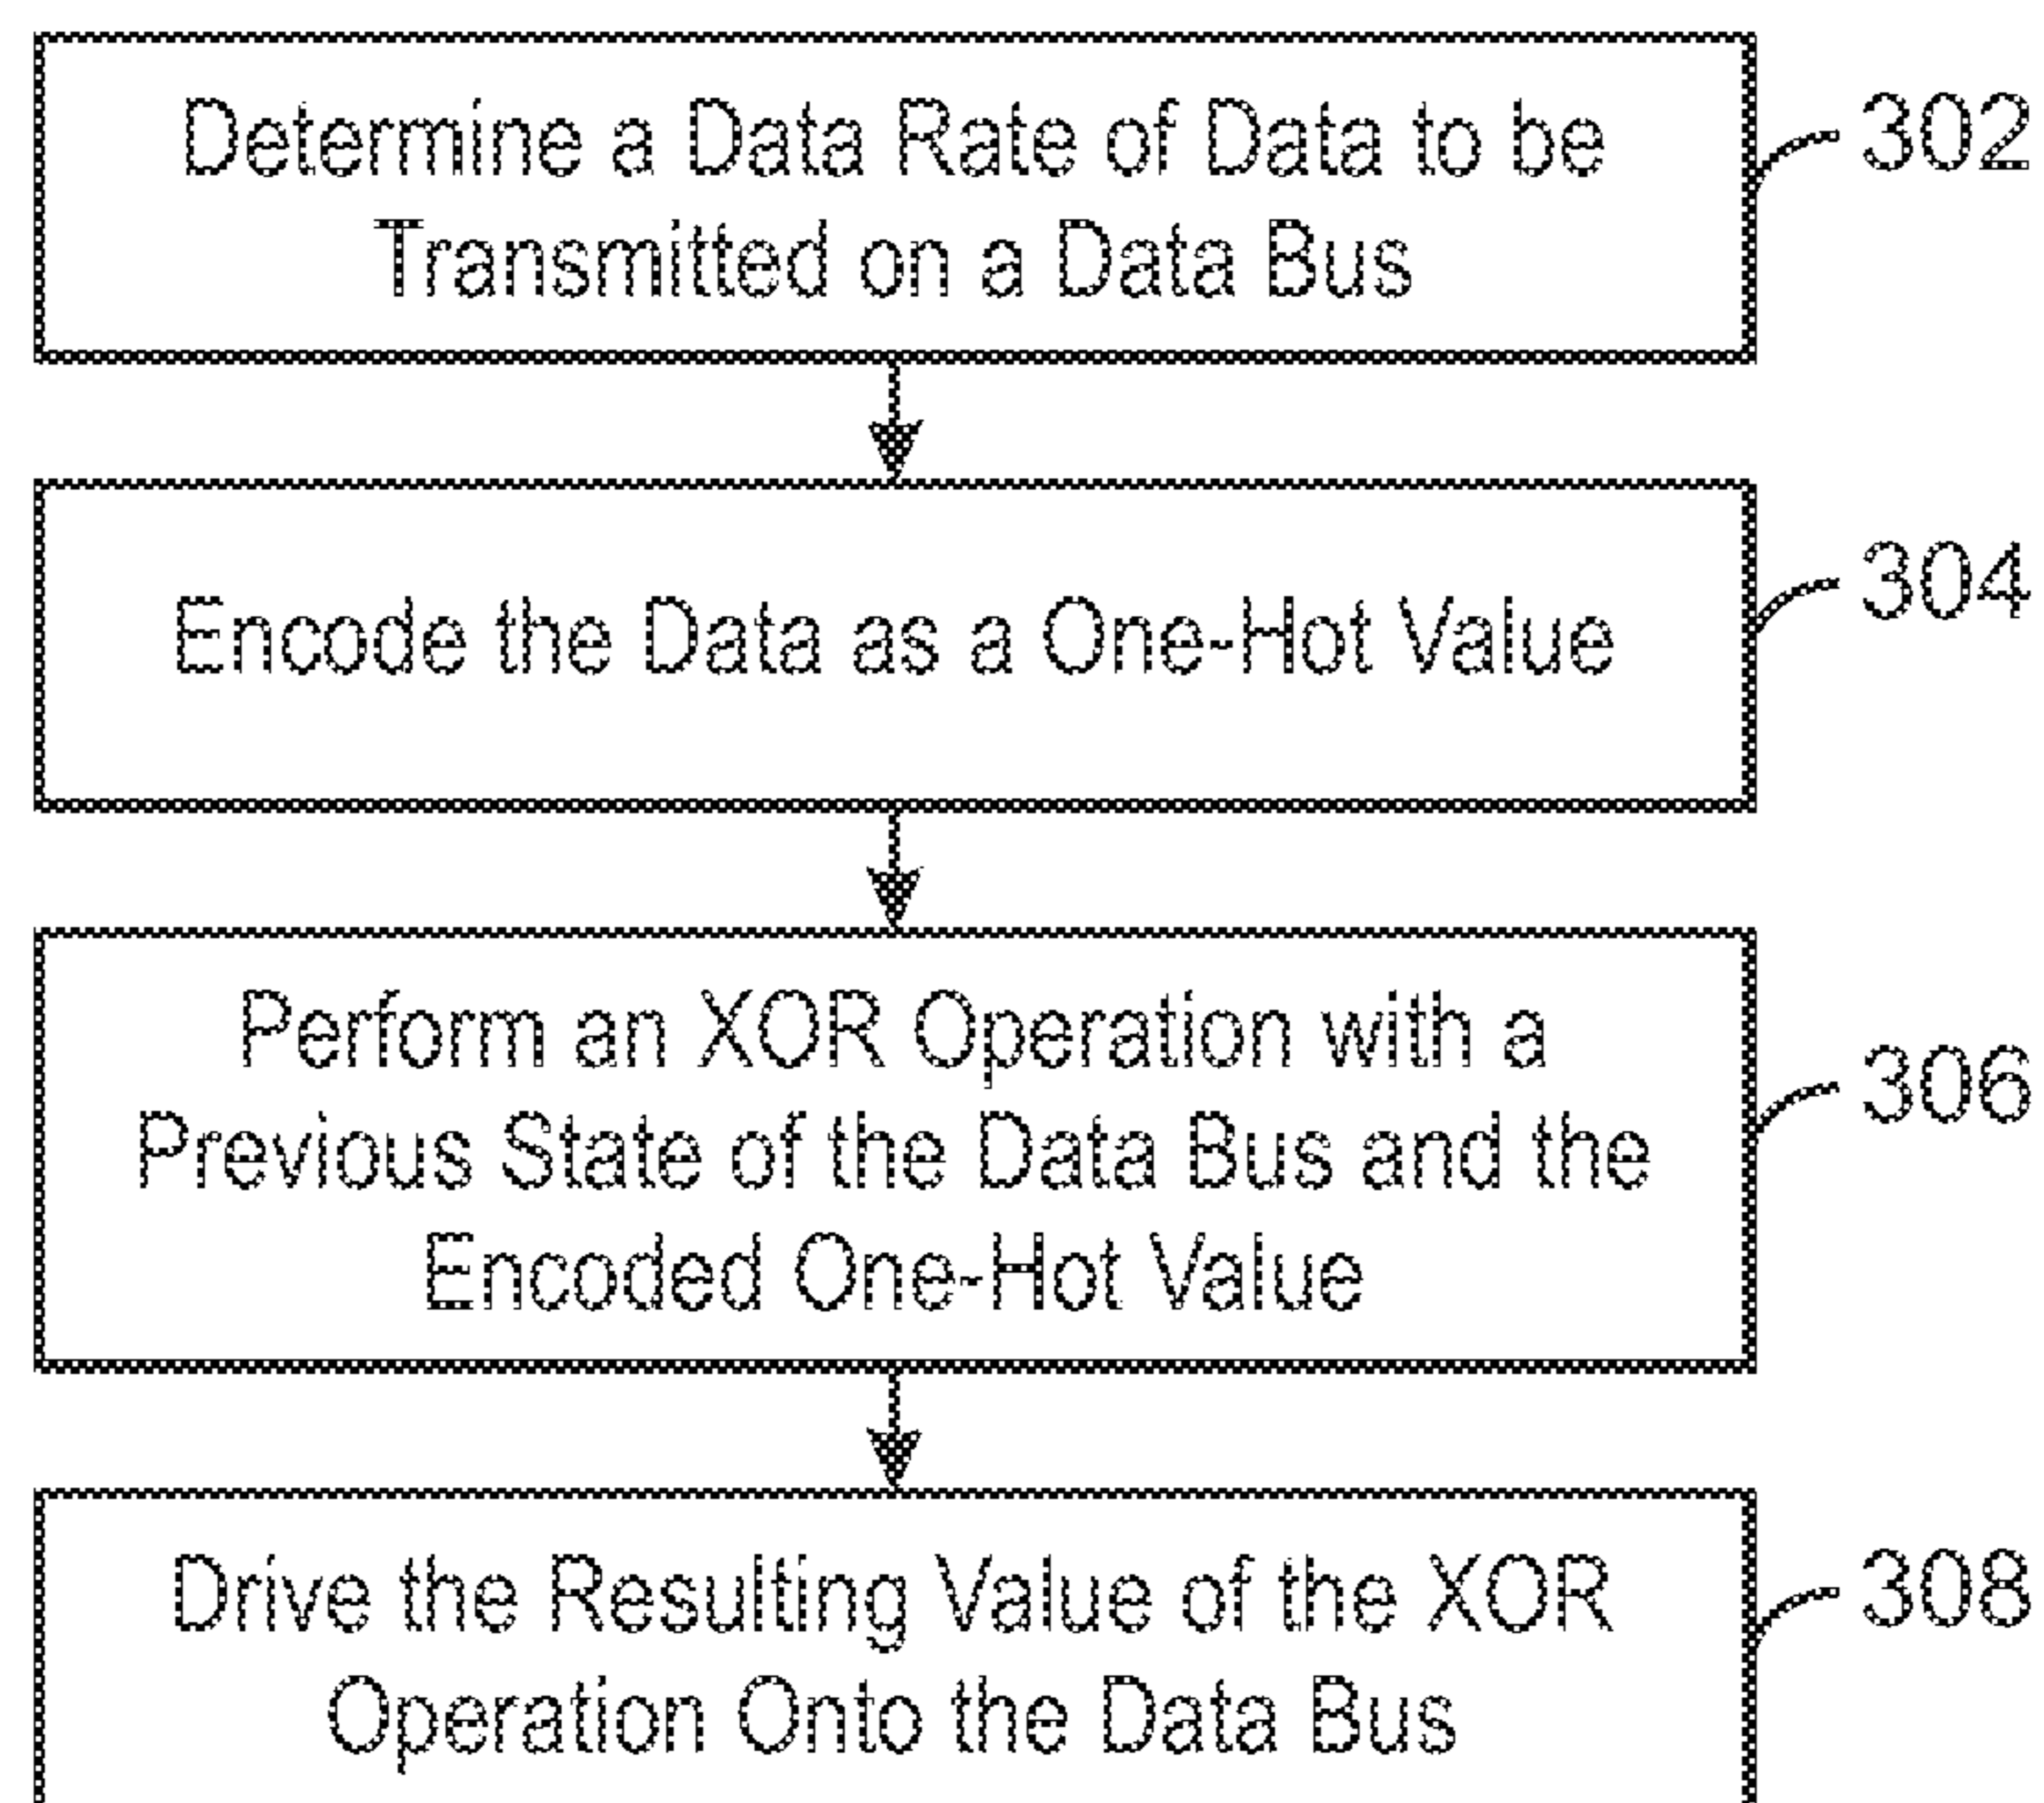 Determine a Data Rate of Data to be
Transmitted on a Data Bus
302
Encode the Data as a One-Hot Value
304
Perform an XOR Operation with a
Previous State of the Data Bus and the
Encoded One-Hot Value
306
Drive the Resulting Value of the XOR
Operation Onto the Data Bus
308